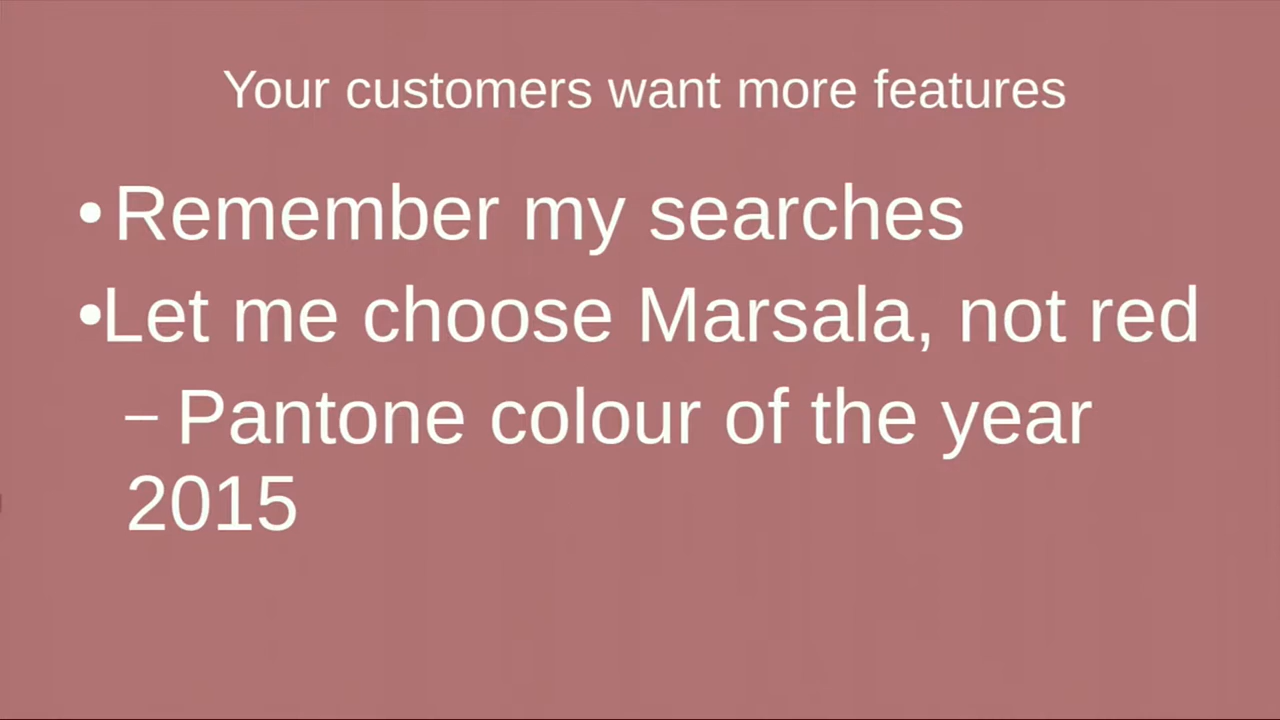 Your customers want more features
• Remember my searches
•Let me choose Marsala, not red
– Pantone colour of the year
2015